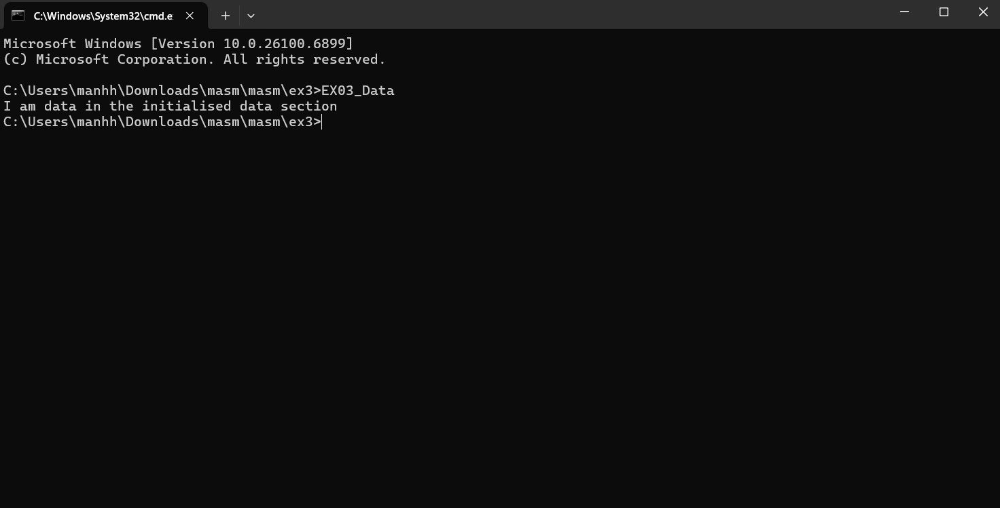 C:\Windows\System32\cmd.e
Microsoft Windows [Version 10.0.26100.6899]
(c) Microsoft Corporation. All rights reserved.
C:\Users\manhh\Downloads\masm\masm\ex3>EX03_Data
I am data in the initialised data section
C:\Users\manhh\Downloads\masm\masm\ex3>